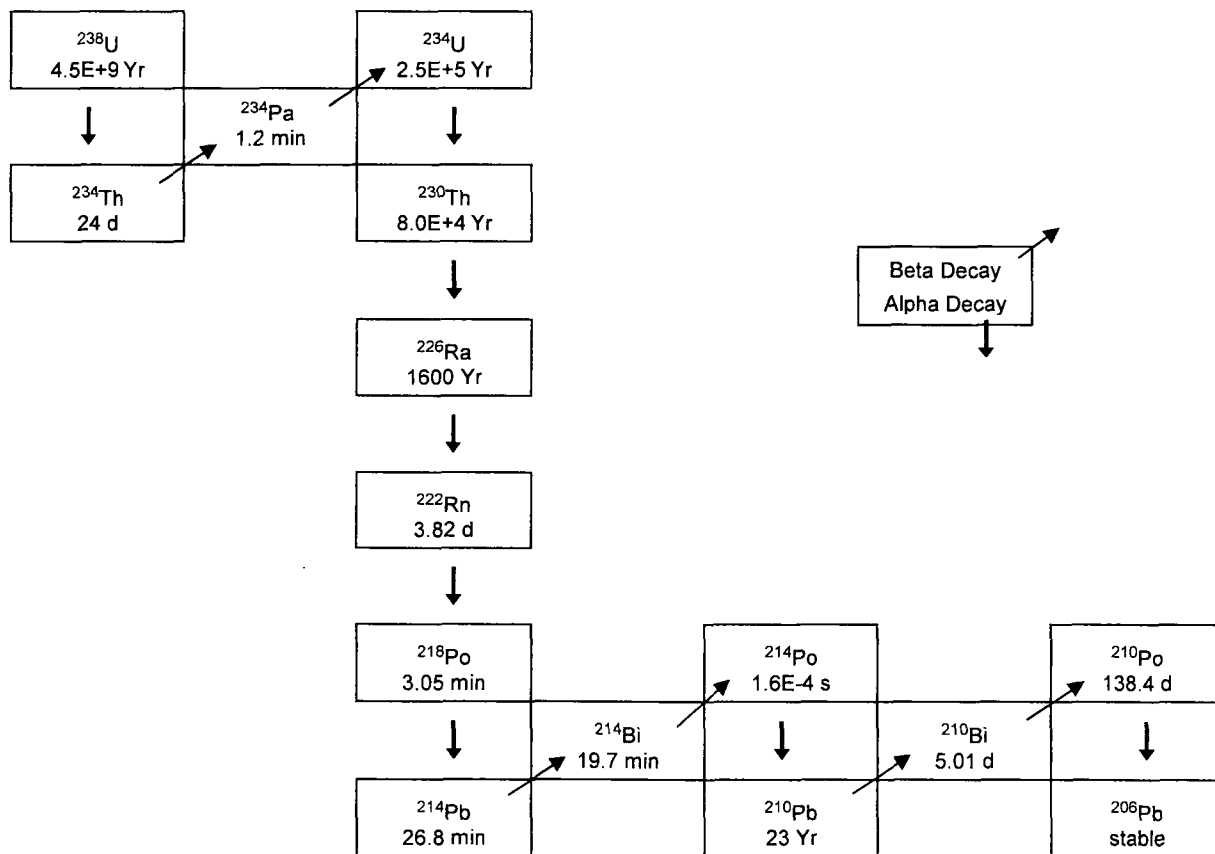 ²³⁸U
4.5E+9 Yr
²³⁴U
2.5E+5 Yr
²³⁴Pa
1.2 min
²³⁴Th
24 d
²³⁰Th
8.0E+4 Yr
Beta Decay
Alpha Decay
²²⁶Ra
1600 Yr
²²²Rn
3.82 d
²¹⁸Po
3.05 min
²¹⁴Po
1.6E-4 s
²¹⁰Po
138.4 d
²¹⁴Bi
19.7 min
²¹⁰Bi
5.01 d
²¹⁴Pb
26.8 min
²¹⁰Pb
23 Yr
²⁰⁶Pb
stable